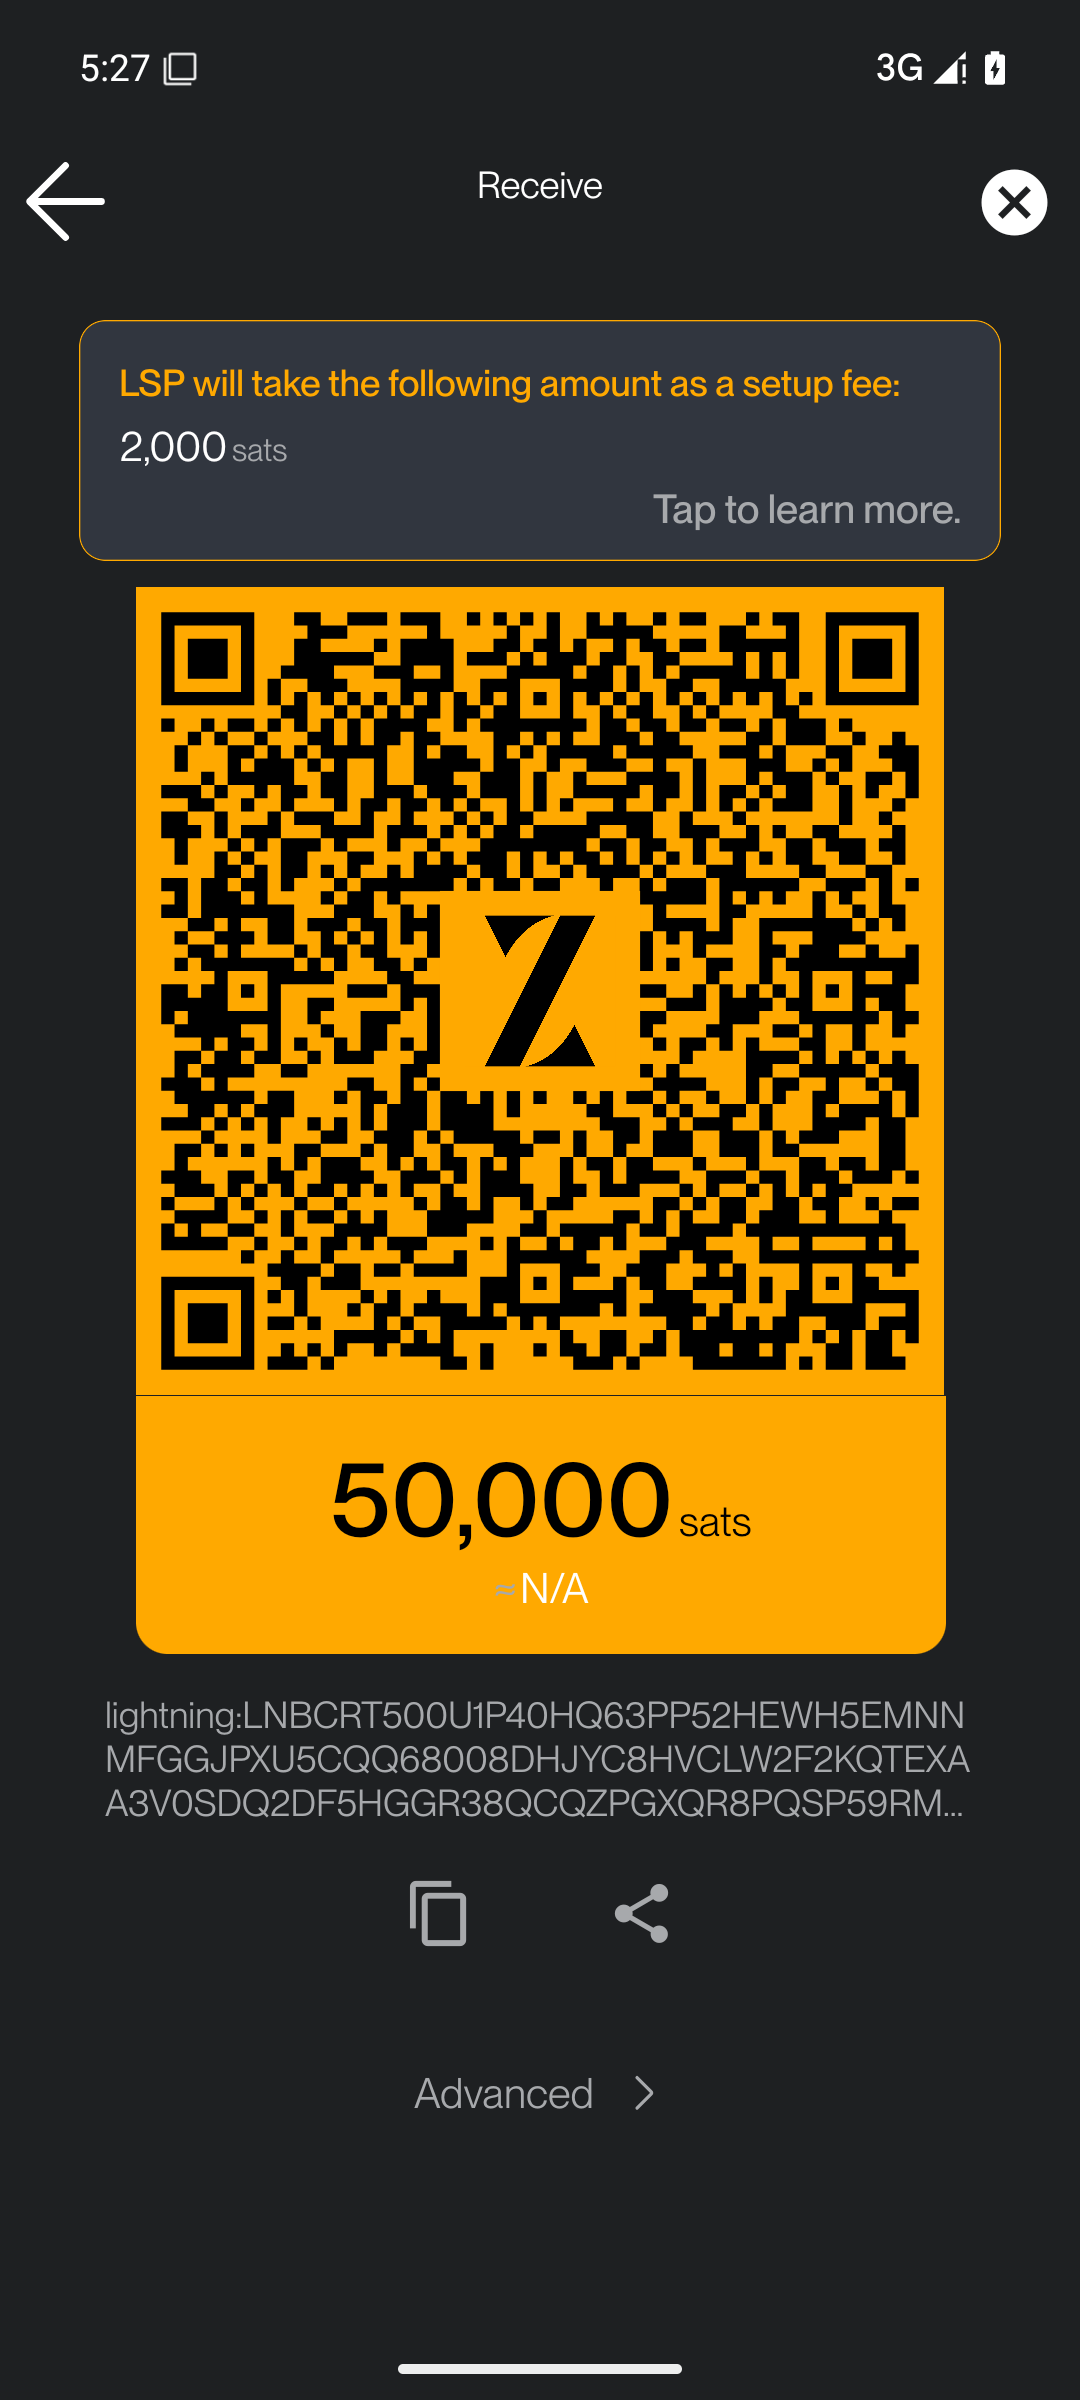 5:27
3G
Receive
LSP will take the following amount as a setup fee:
2,000 sats
Tap to learn more.
50,000 sats
≈N/A
lightning:LNBCRT500U1P40HQ63PP52HEWH5EMNN
MFGGJPXU5CQQ68008DHJYC8HVCLW2F2KQTEXA
A3V0SDQ2DF5HGGR38QCQZPGXQR8PQSP59RM...
Advanced